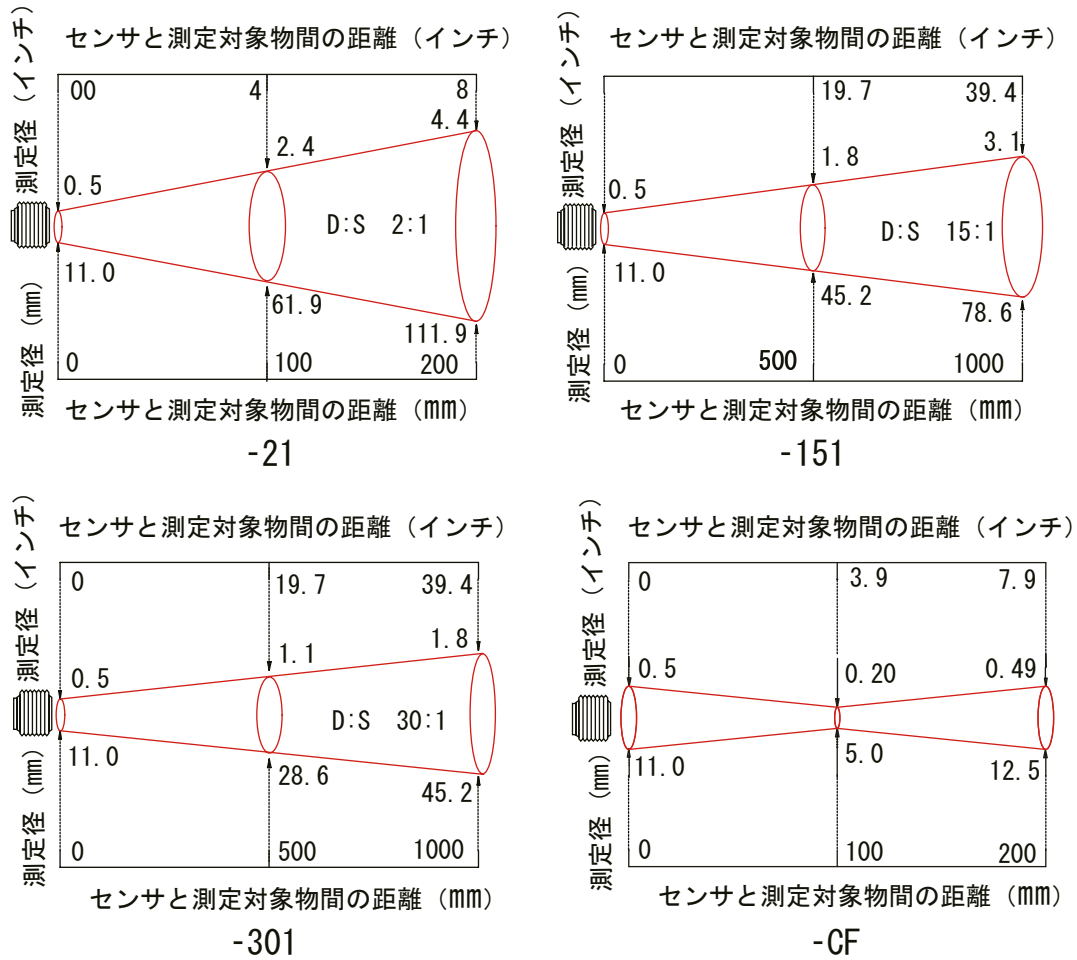 センサと測定対象物間の距離（インチ）
測定径（インチ）
00 4 8
4.4
2.4
0.5
D:S 2:1
11.0
61.9
111.9
測定径（mm）
0 100 200
センサと測定対象物間の距離（mm）
-21
センサと測定対象物間の距離（インチ）
測定径（インチ）
19.7 39.4
3.1
1.8
0.5
D:S 15:1
11.0
45.2
78.6
測定径（mm）
0 500 1000
センサと測定対象物間の距離（mm）
-151
センサと測定対象物間の距離（インチ）
測定径（インチ）
0 19.7 39.4
1.8
1.1
0.5
D:S 30:1
11.0
28.6
45.2
測定径（mm）
0 500 1000
センサと測定対象物間の距離（mm）
-301
センサと測定対象物間の距離（インチ）
測定径（インチ）
0 3.9 7.9
0.5 0.20 0.49
11.0 5.0 12.5
測定径（mm）
0 100 200
センサと測定対象物間の距離（mm）
-CF